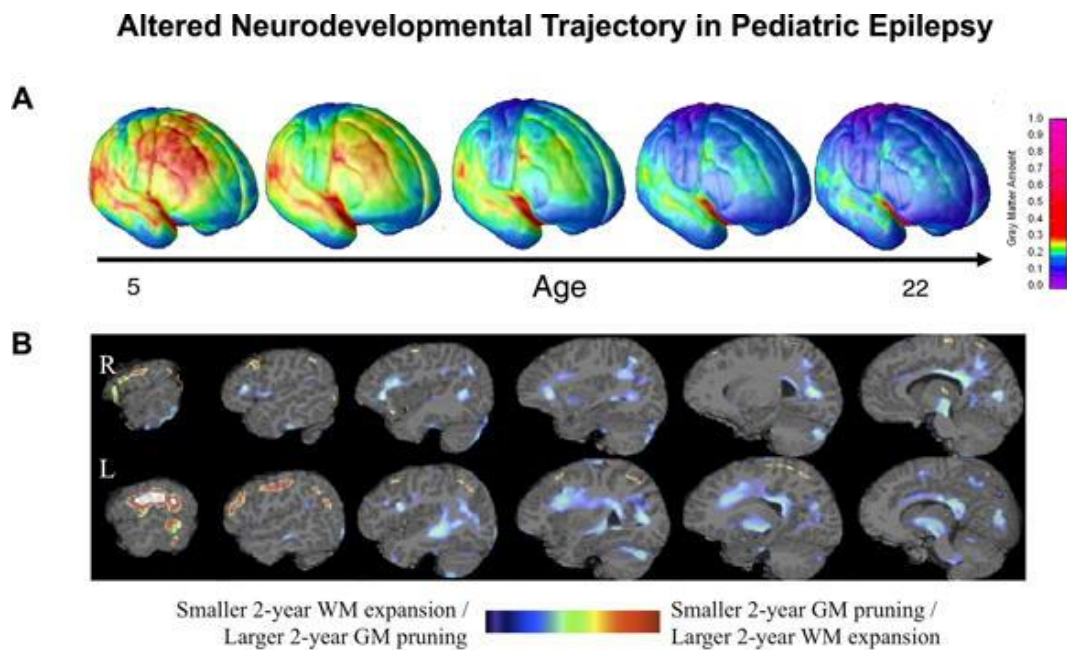 Altered Neurodevelopmental Trajectory in Pediatric Epilepsy
A
1.0
0.9
0.8
0.7
0.6
0.5
0.4
0.3
0.2
0.1
0.0
Gray Matter Amount
5
Age
22
B
R
L
Smaller 2-year WM expansion /
Larger 2-year GM pruning
Smaller 2-year GM pruning /
Larger 2-year WM expansion